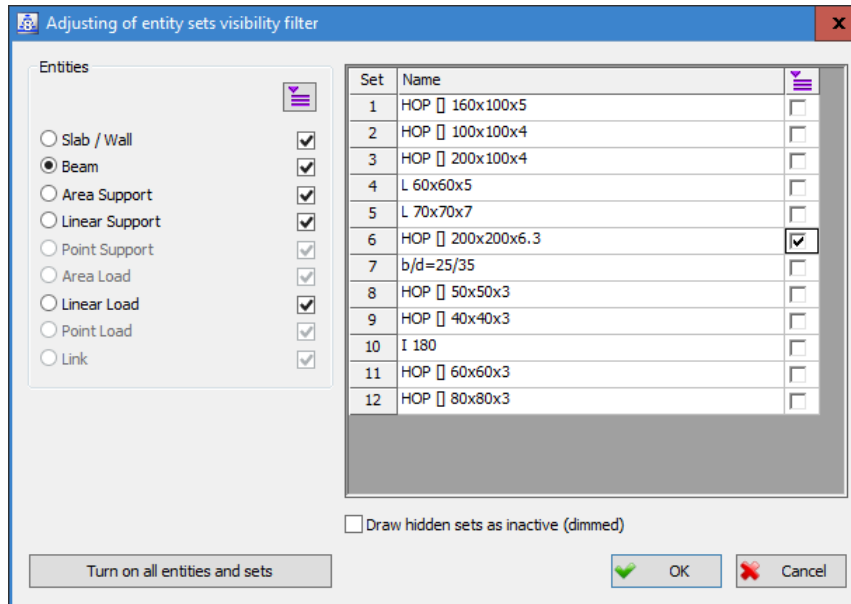 Adjusting of entity sets visibility filter
x
Entities
Slab / Wall
Beam
Area Support
Linear Support
Point Support
Area Load
Linear Load
Point Load
Link
Set Name
1 HOP [] 160x100x5
2 HOP [] 100x100x4
3 HOP [] 200x100x4
4 L 60x60x5
5 L 70x70x7
6 HOP [] 200x200x6.3
7 b/d=25/35
8 HOP [] 50x50x3
9 HOP [] 40x40x3
10 I 180
11 HOP [] 60x60x3
12 HOP [] 80x80x3
Draw hidden sets as inactive (dimmed)
Turn on all entities and sets
OK
Cancel